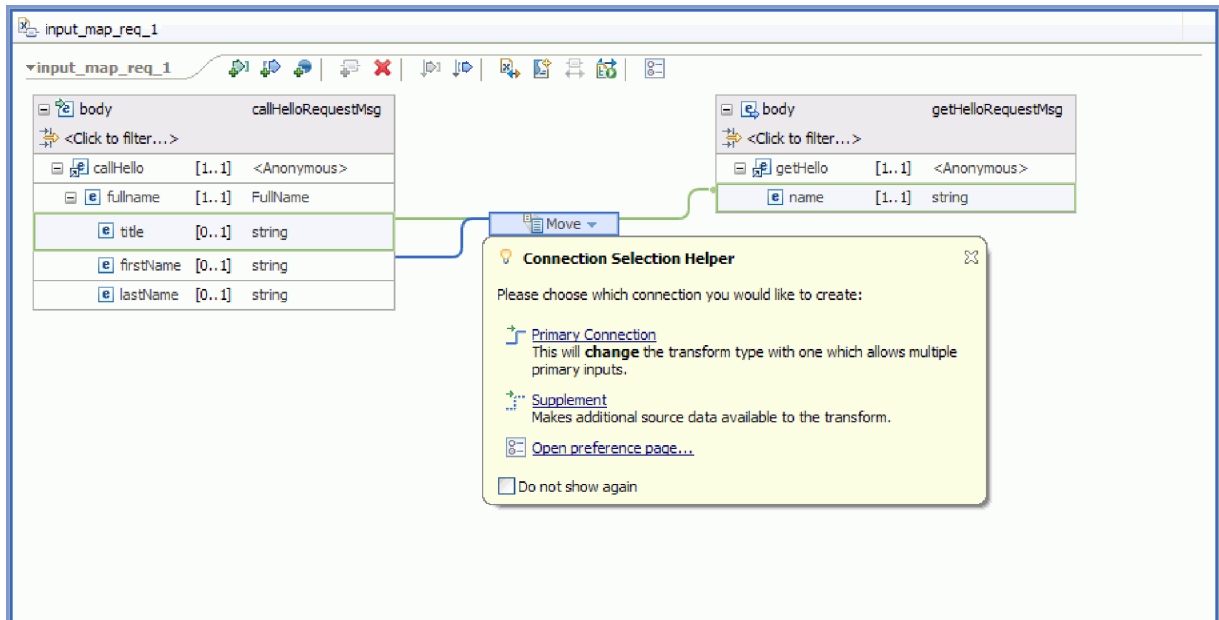 input_map_req_1
input_map_req_1
body callHelloRequestMsg
<Click to filter...>
callHello [1..1] <Anonymous>
fullname [1..1] FullName
title [0..1] string
firstName [0..1] string
lastName [0..1] string
Move
body getHelloRequestMsg
<Click to filter...>
getHello [1..1] <Anonymous>
name [1..1] string
Connection Selection Helper
Please choose which connection you would like to create:
Primary Connection
This will change the transform type with one which allows multiple
primary inputs.
Supplement
Makes additional source data available to the transform.
Open preference page...
Do not show again